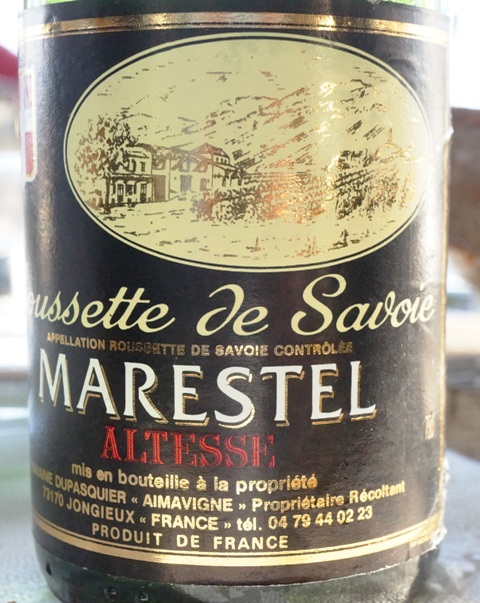 oussette de Savoie
APPELLATION ROUSSETTE DE SAVOIE CONTRÔLÉE
MARESTEL
ALTESSE
mis en bouteille à la propriété
AINE DUPASQUIER « AIMAVIGNE » Propriétaire Récoltant
73170 JONGIEUX « FRANCE » tél. 04 79 44 02 23
PRODUIT DE FRANCE